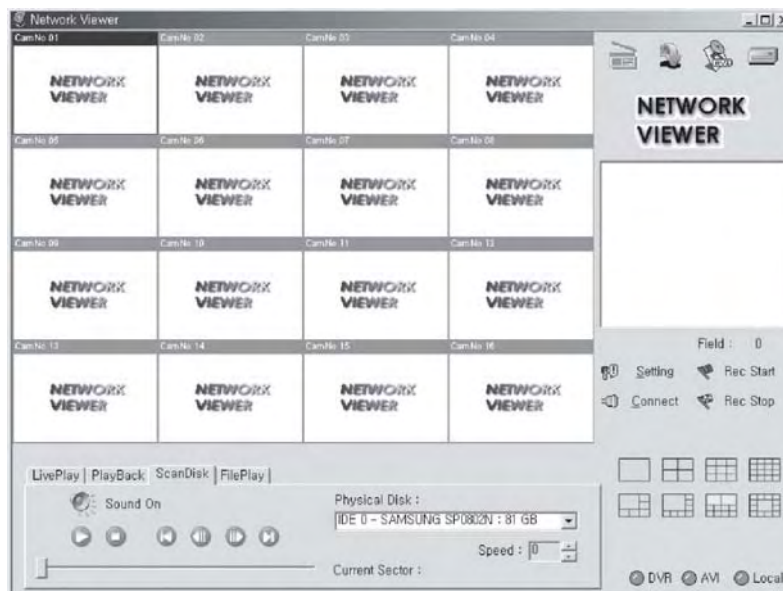 Network Viewer
CamNo 01
CamNo 02
CamNo 03
CamNo 04
NETWORK VIEWER
NETWORK VIEWER
NETWORK VIEWER
NETWORK VIEWER
NETWORK VIEWER
CamNo 05
CamNo 06
CamNo 07
CamNo 08
NETWORK VIEWER
NETWORK VIEWER
NETWORK VIEWER
NETWORK VIEWER
CamNo 09
CamNo 10
CamNo 11
CamNo 12
NETWORK VIEWER
NETWORK VIEWER
NETWORK VIEWER
NETWORK VIEWER
CamNo 13
CamNo 14
CamNo 15
CamNo 16
NETWORK VIEWER
NETWORK VIEWER
NETWORK VIEWER
NETWORK VIEWER
Field : 0
Setting
Rec Start
Connect
Rec Stop
LivePlay
PlayBack
ScanDisk
FilePlay
Sound On
Physical Disk :
IDE 0 - SAMSUNG SP0802N : 81 GB
Speed : 0
Current Sector :
DVR
AVI
Local